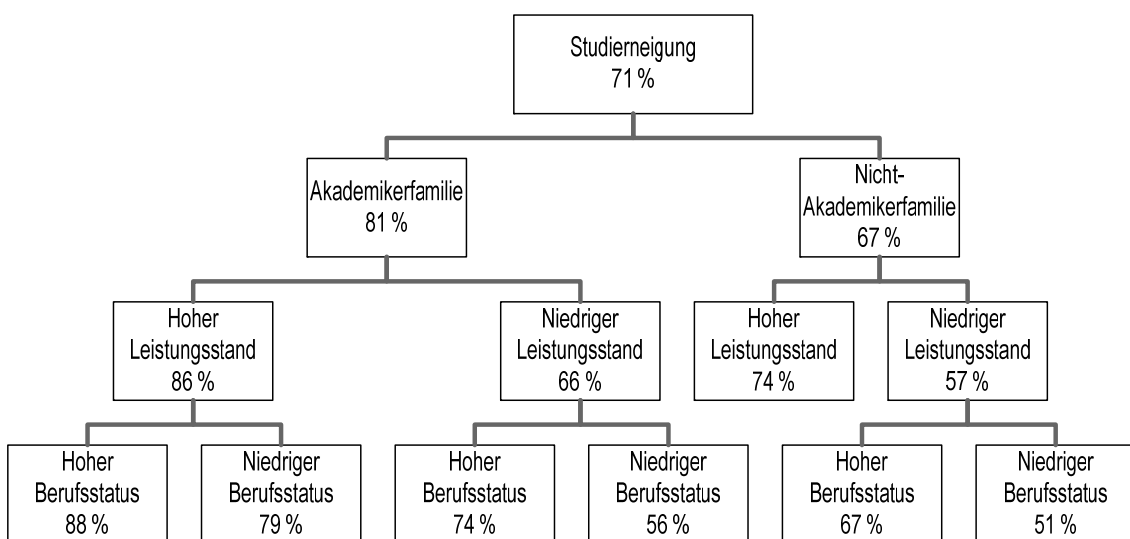 Studierneigung
71 %
Akademikerfamilie
81 %
Nicht-
Akademikerfamilie
67 %
Hoher
Leistungsstand
86 %
Niedriger
Leistungsstand
66 %
Hoher
Leistungsstand
74 %
Niedriger
Leistungsstand
57 %
Hoher
Berufsstatus
88 %
Niedriger
Berufsstatus
79 %
Hoher
Berufsstatus
74 %
Niedriger
Berufsstatus
56 %
Hoher
Berufsstatus
67 %
Niedriger
Berufsstatus
51 %